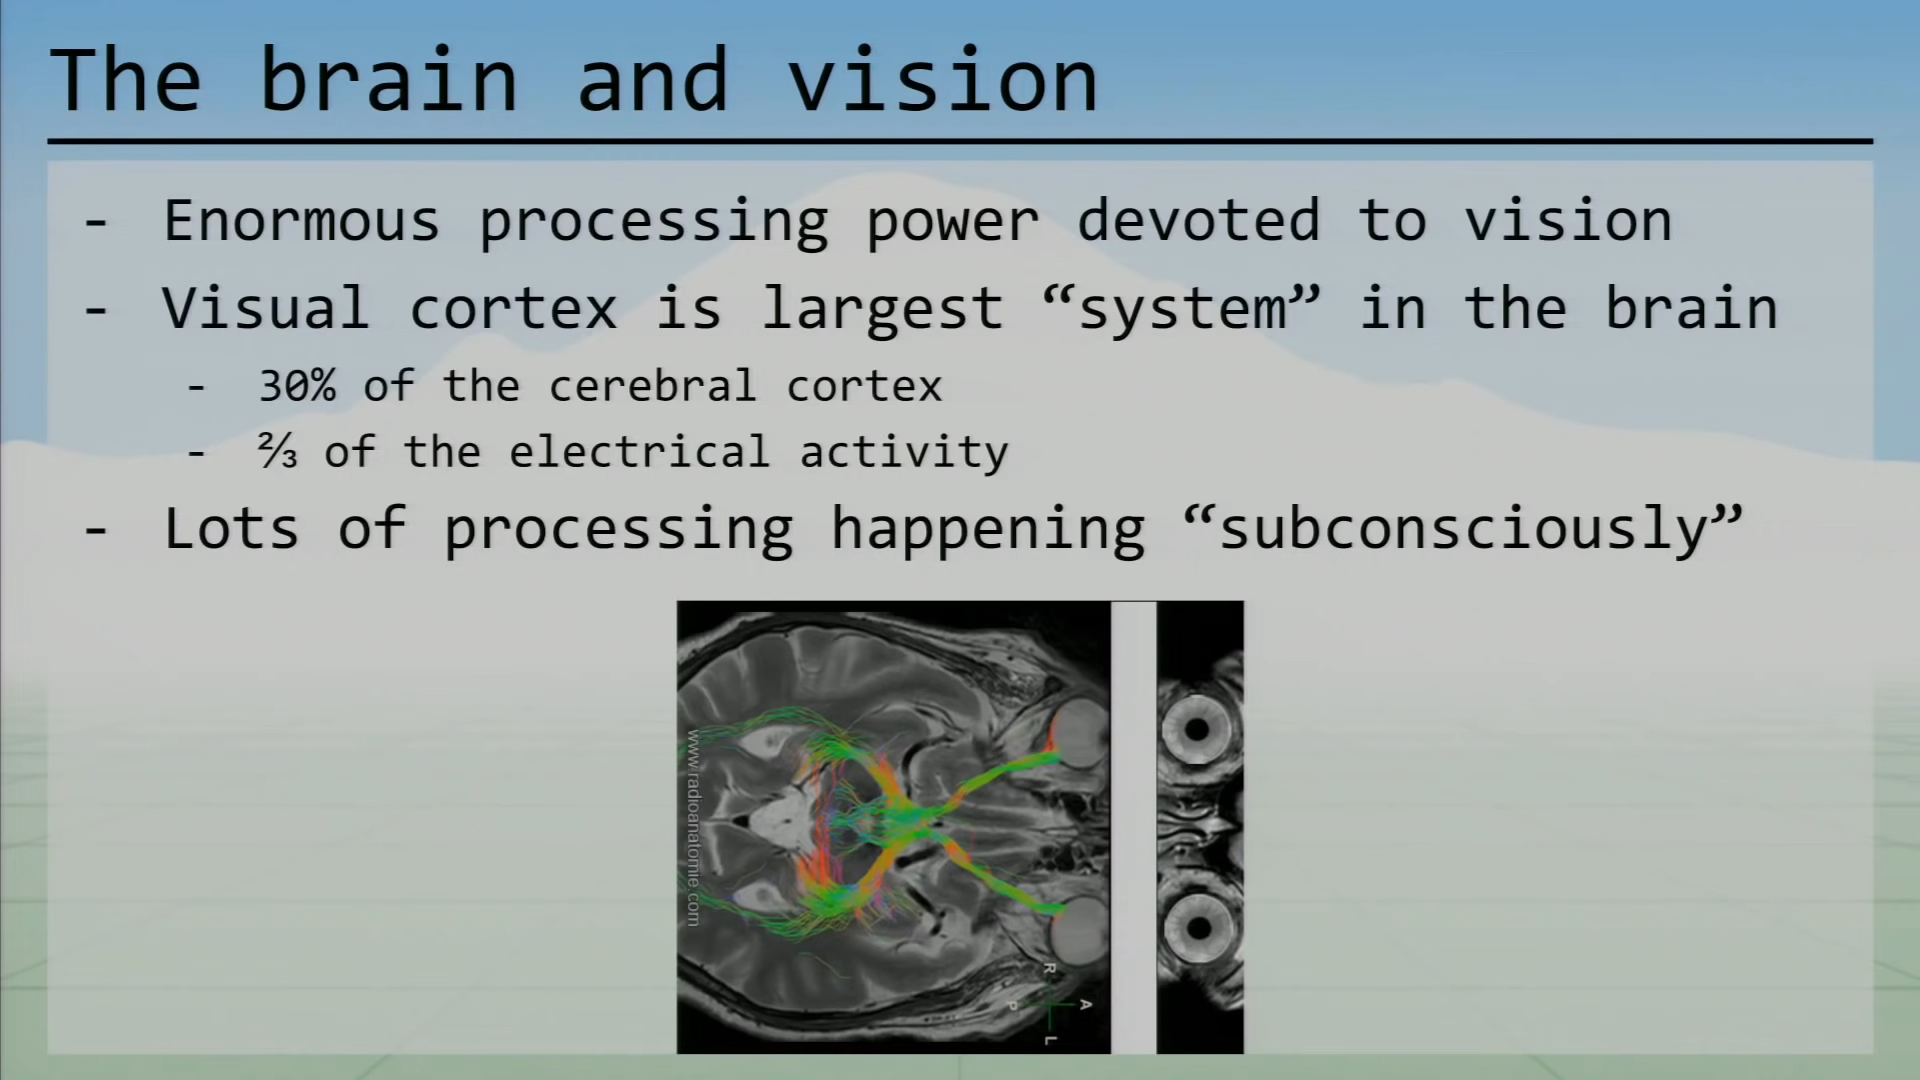 The brain and vision
- Enormous processing power devoted to vision
- Visual cortex is largest “system” in the brain
- 30% of the cerebral cortex
- ⅔ of the electrical activity
- Lots of processing happening “subconsciously”
www.radioanatomie.com
R
P A
L